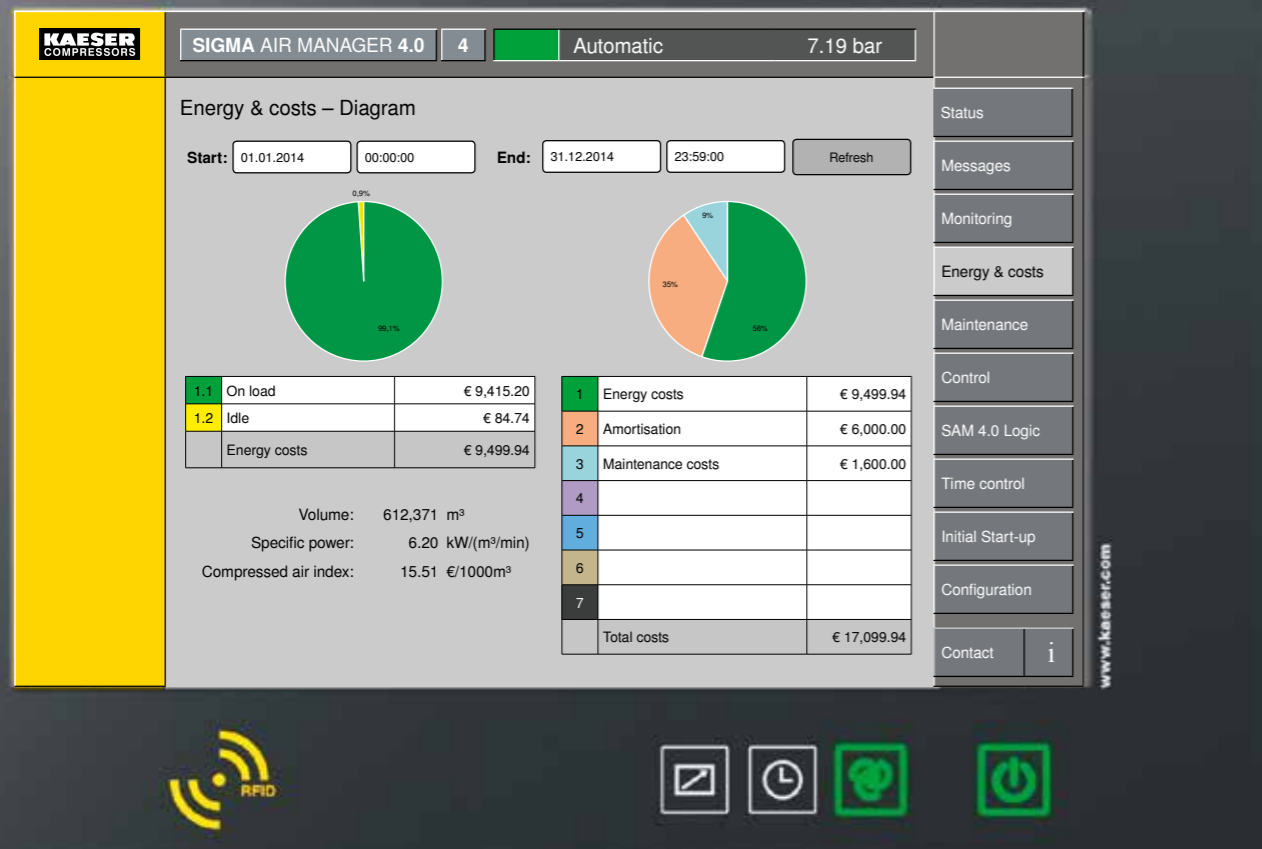 KAESER
COMPRESSORS
SIGMA AIR MANAGER 4.0 4 Automatic 7.19 bar
Energy & costs – Diagram
Start: 01.01.2014 00:00:00 End: 31.12.2014 23:59:00 Refresh
0,9%
99,1%
9%
35%
56%
1.1 On load € 9,415.20
1.2 Idle € 84.74
Energy costs € 9,499.94
Volume: 612,371 m³
Specific power: 6.20 kW/(m³/min)
Compressed air index: 15.51 €/1000m³
1 Energy costs € 9,499.94
2 Amortisation € 6,000.00
3 Maintenance costs € 1,600.00
4
5
6
7
Total costs € 17,099.94
Status
Messages
Monitoring
Energy & costs
Maintenance
Control
SAM 4.0 Logic
Time control
Initial Start-up
Configuration
Contact i
www.kaeser.com
RFID